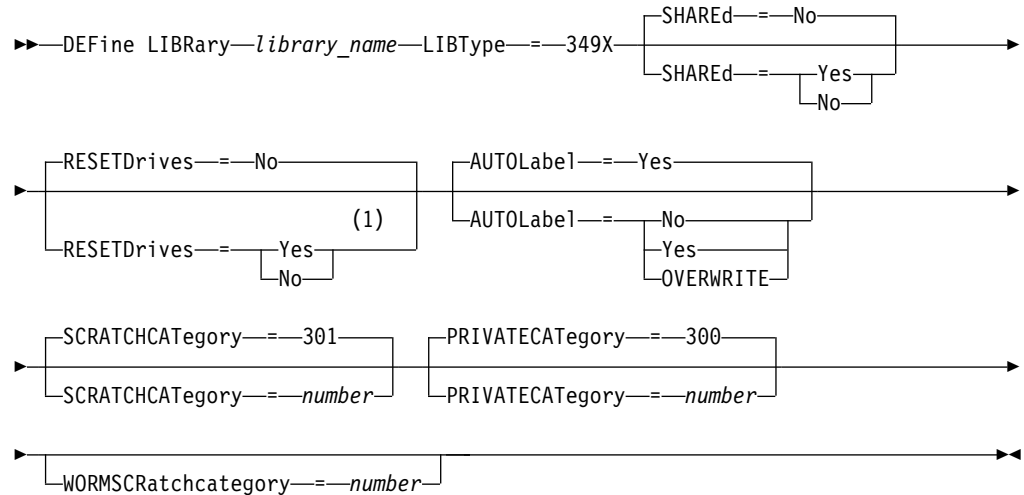 SHAREd = No
DEFine LIBRary library_name LIBType = 349X
SHAREd = Yes
No
RESETDrives = No AUTOLabel = Yes
(1)
RESETDrives = Yes AUTOLabel = No
No Yes
OVERWRITE
SCRATCHCATegory = 301 PRIVATECATegory = 300
SCRATCHCATegory = number PRIVATECATegory = number
WORMSCRatchcategory = number